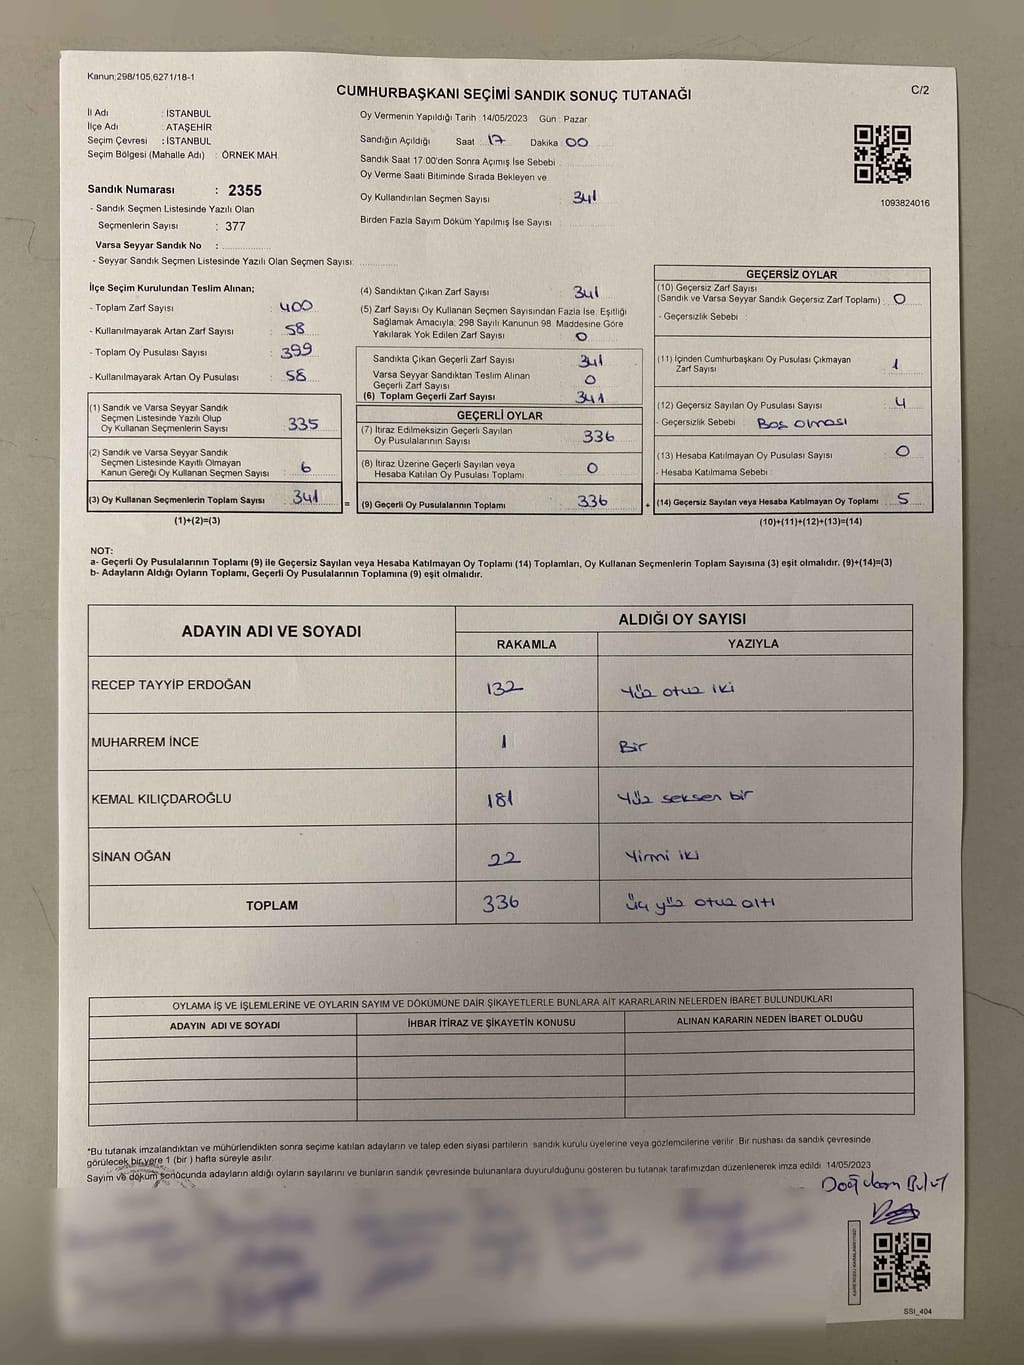 Kanun;298/105,6271/18-1
CUMHURBAŞKANI SEÇİMİ SANDIK SONUÇ TUTANAĞI
C/2
İl Adı : İSTANBUL
İlçe Adı : ATAŞEHİR
Seçim Çevresi : İSTANBUL
Seçim Bölgesi (Mahalle Adı) : ÖRNEK MAH.
Sandık Numarası : 2355
- Sandık Seçmen Listesinde Yazılı Olan
Seçmenlerin Sayısı : 377
Varsa Seyyar Sandık No :
- Seyyar Sandık Seçmen Listesinde Yazılı Olan Seçmen Sayısı:
Oy Vermenin Yapıldığı Tarih : 14/05/2023 Gün : Pazar
Sandığın Açıldığı Saat : 17 Dakika 00
Sandık Saat 17:00'den Sonra Açımış İse Sebebi
Oy Verme Saati Bitiminde Sırada Bekleyen ve
Oy Kullandırılan Seçmen Sayısı : 341
Birden Fazla Sayım Döküm Yapılmış İse Sayısı :
1093824016
İlçe Seçim Kurulundan Teslim Alınan;
- Toplam Zarf Sayısı : 400
- Kullanılmayarak Artan Zarf Sayısı : 58
- Toplam Oy Pusulası Sayısı : 399
- Kullanılmayarak Artan Oy Pusulası : 58
(1) Sandık ve Varsa Seyyar Sandık
Seçmen Listesinde Yazılı Olup
Oy Kullanan Seçmenlerin Sayısı : 335
(2) Sandık ve Varsa Seyyar Sandık
Seçmen Listesinde Kayıtlı Olmayan
Kanun Gereği Oy Kullanan Seçmen Sayısı : 6
(3) Oy Kullanan Seçmenlerin Toplam Sayısı : 341
(1)+(2)=(3)
(4) Sandıktan Çıkan Zarf Sayısı : 341
(5) Zarf Sayısı Oy Kullanan Seçmen Sayısından Fazla İse, Eşitliği
Sağlamak Amacıyla; 298 Sayılı Kanunun 98. Maddesine Göre
Yakılarak Yok Edilen Zarf Sayısı : 0
Sandıkta Çıkan Geçerli Zarf Sayısı : 341
Varsa Seyyar Sandıktan Teslim Alınan
Geçerli Zarf Sayısı : 0
(6) Toplam Geçerli Zarf Sayısı : 341
GEÇERLİ OYLAR
(7) İtiraz Edilmeksizin Geçerli Sayılan
Oy Pusulalarının Sayısı : 336
(8) İtiraz Üzerine Geçerli Sayılan veya
Hesaba Katılan Oy Pusulası Toplamı : 0
= (9) Geçerli Oy Pusulalarının Toplamı : 336
GEÇERSİZ OYLAR
(10) Geçersiz Zarf Sayısı
(Sandık ve Varsa Seyyar Sandık Geçersiz Zarf Toplamı) : 0
- Geçersizlik Sebebi :
(11) İçinden Cumhurbaşkanı Oy Pusulası Çıkmayan
Zarf Sayısı : 1
(12) Geçersiz Sayılan Oy Pusulası Sayısı : 4
- Geçersizlik Sebebi : Boş olması
(13) Hesaba Katılmayan Oy Pusulası Sayısı : 0
- Hesaba Katılmama Sebebi :
+ (14) Geçersiz Sayılan veya Hesaba Katılmayan Oy Toplamı : 5
(10)+(11)+(12)+(13)=(14)
NOT:
a- Geçerli Oy Pusulalarının Toplamı (9) ile Geçersiz Sayılan veya Hesaba Katılmayan Oy Toplamı (14) Toplamları, Oy Kullanan Seçmenlerin Toplam Sayısına (3) eşit olmalıdır. (9)+(14)=(3)
b- Adayların Aldığı Oyların Toplamı, Geçerli Oy Pusulalarının Toplamına (9) eşit olmalıdır.
ADAYIN ADI VE SOYADI
ALDIĞI OY SAYISI
RAKAMLA YAZIYLA
RECEP TAYYİP ERDOĞAN 132 Yüz otuz iki
MUHARREM İNCE 1 Bir
KEMAL KILIÇDAROĞLU 181 Yüz seksen bir
SİNAN OĞAN 22 Yirmi iki
TOPLAM 336 Üç yüz otuz altı
OYLAMA İŞ VE İŞLEMLERİNE VE OYLARIN SAYIM VE DÖKÜMÜNE DAİR ŞİKAYETLERLE BUNLARA AİT KARARLARIN NELERDEN İBARET BULUNDUKLARI
ADAYIN ADI VE SOYADI İHBAR İTİRAZ VE ŞİKAYETİN KONUSU ALINAN KARARIN NEDEN İBARET OLDUĞU
*Bu tutanak imzalandıktan ve mühürlendikten sonra seçime katılan adayların ve talep eden siyasi partilerin sandık kurulu üyelerine veya gözlemcilerine verilir. Bir nüshası da sandık çevresinde
görülecek bir yere 1 (bir ) hafta süreyle asılır.
Sayım ve döküm sonucunda adayların aldığı oyların sayılarını ve bunların sandık çevresinde bulunanlara duyurulduğunu gösteren bu tutanak tarafımızdan düzenlenerek imza edildi. 14/05/2023
Bulut
SSI_404